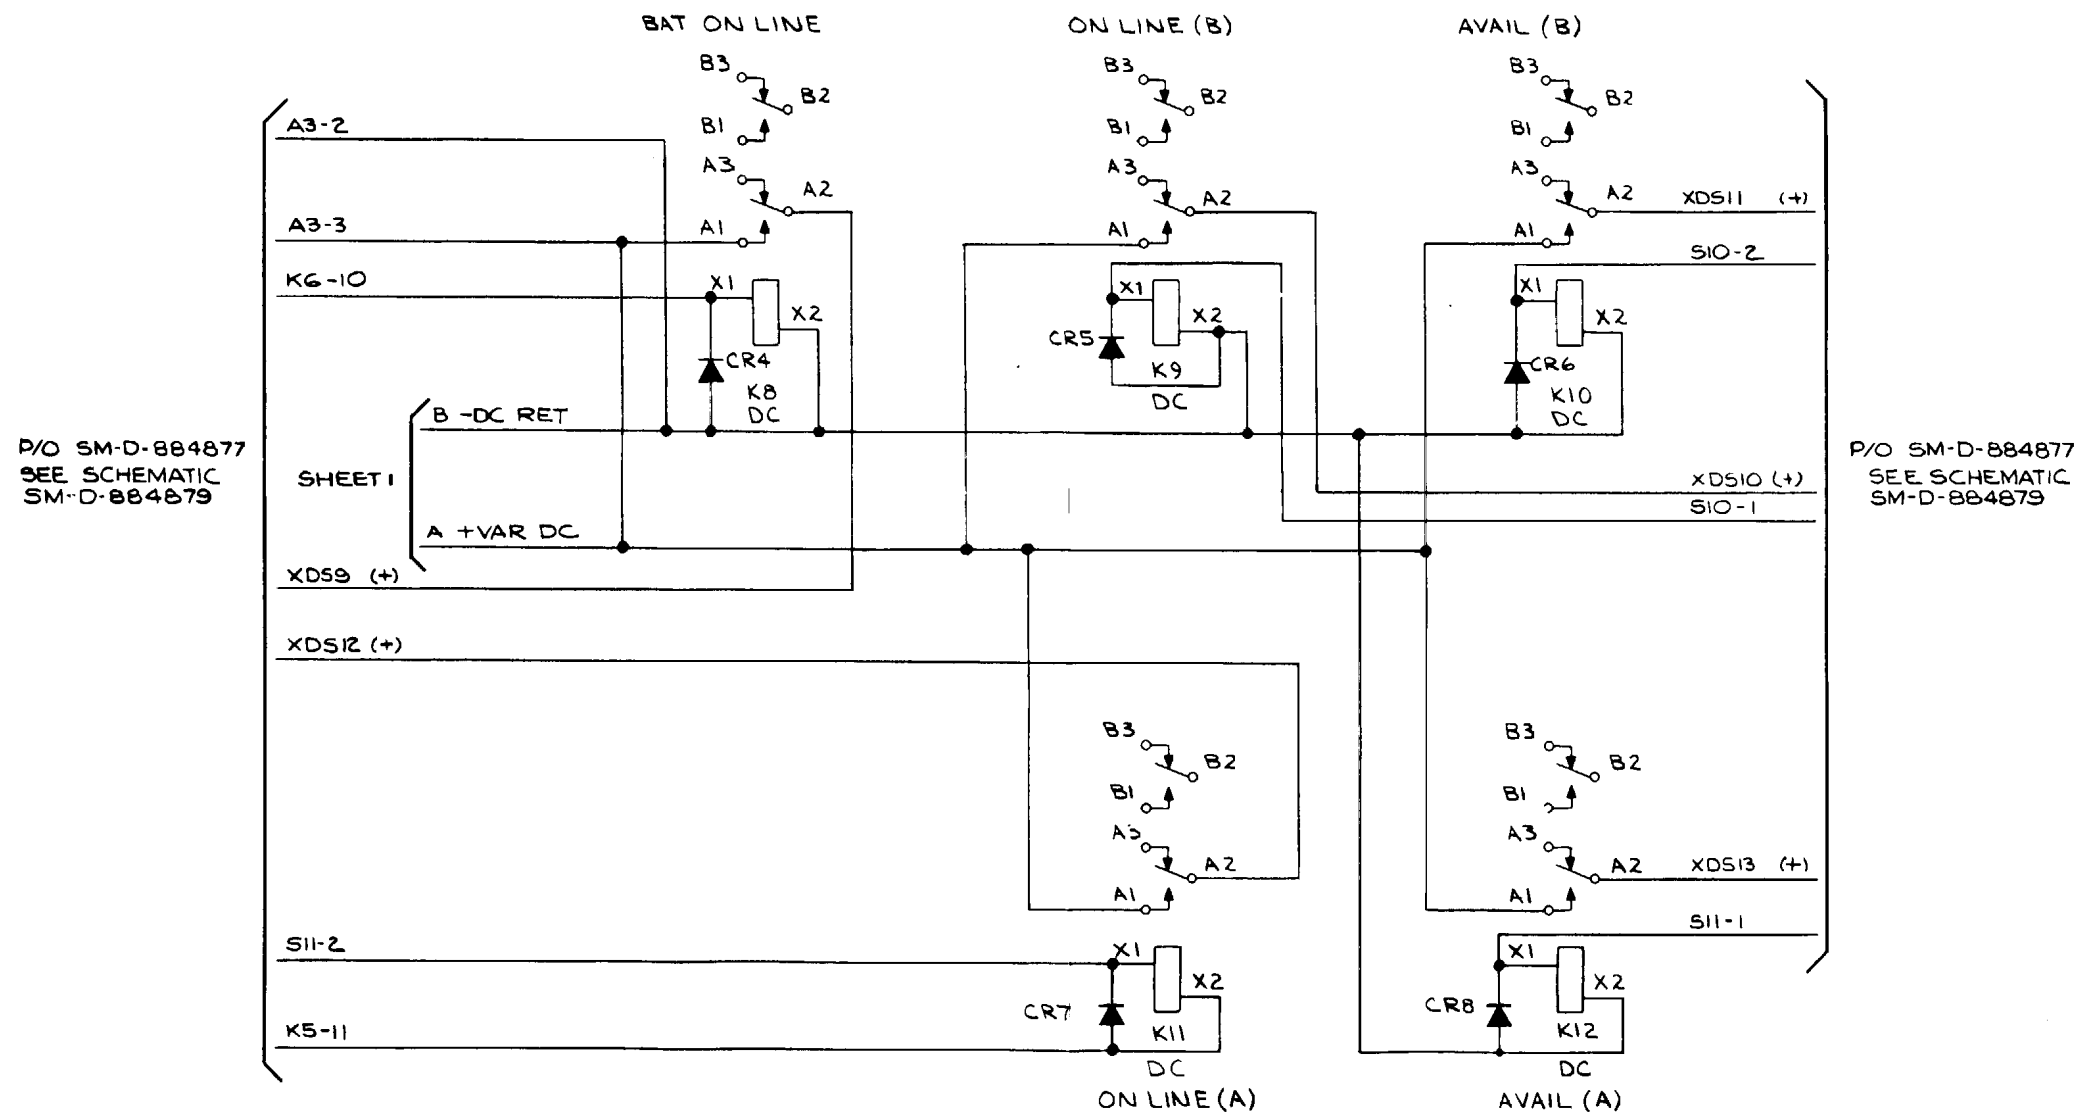 BAT ON LINE
ON LINE (B)
AVAIL (B)
B3
B2
B1
A3
A2
A1
B3
B2
B1
A3
A2
A1
B3
B2
B1
A3
A2
A1
XDS11 (+)
S10-2
A3-2
A3-3
K6-10
X1
X2
CR4
K8
DC
X1
X2
CR5
K9
DC
X1
X2
CR6
K10
DC
B -DC RET
SHEET 1
A +VAR DC
P/O SM-D-884877
SEE SCHEMATIC
SM-D-884879
P/O SM-D-884877
SEE SCHEMATIC
SM-D-884879
XDS10 (+)
S10-1
XDS9 (+)
XDS12 (+)
B3
B2
B1
A3
A2
A1
B3
B2
B1
A3
A2
A1
XDS13 (+)
S11-1
S11-2
K5-11
X1
X2
CR7
K11
DC
ON LINE (A)
X1
X2
CR8
K12
DC
AVAIL (A)